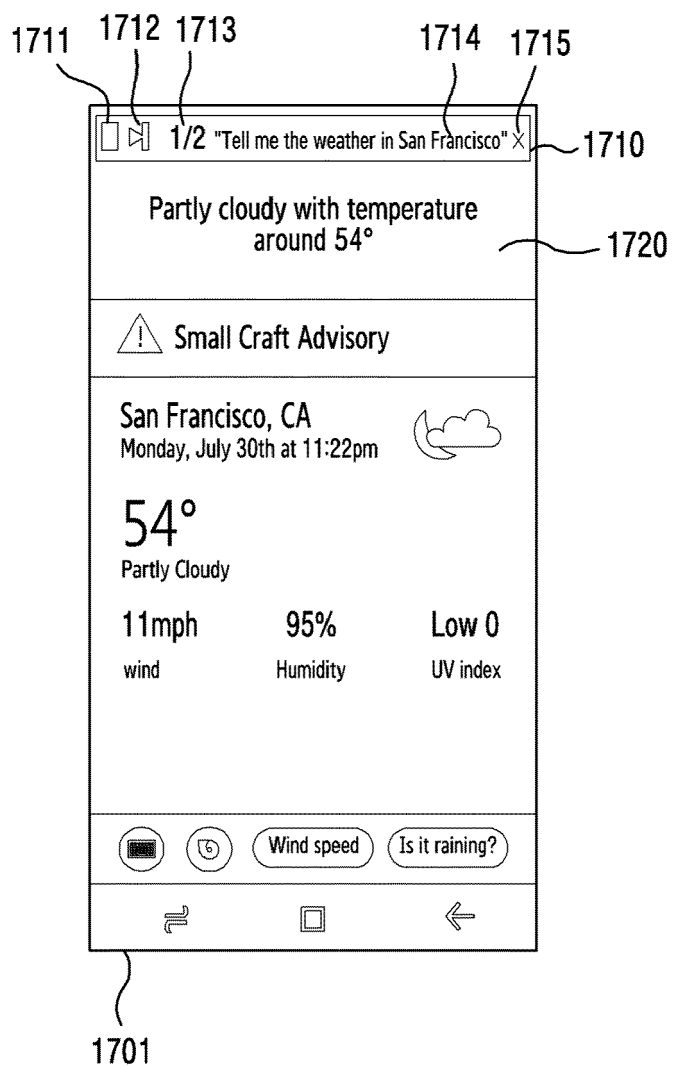 1711
1712 1713
1714
1715
1/2 "Tell me the weather in San Francisco" X
1710
Partly cloudy with temperature
around 54°
1720
! Small Craft Advisory
San Francisco, CA
Monday, July 30th at 11:22pm
54°
Partly Cloudy
11mph 95% Low 0
wind Humidity UV index
Wind speed Is it raining?
1701